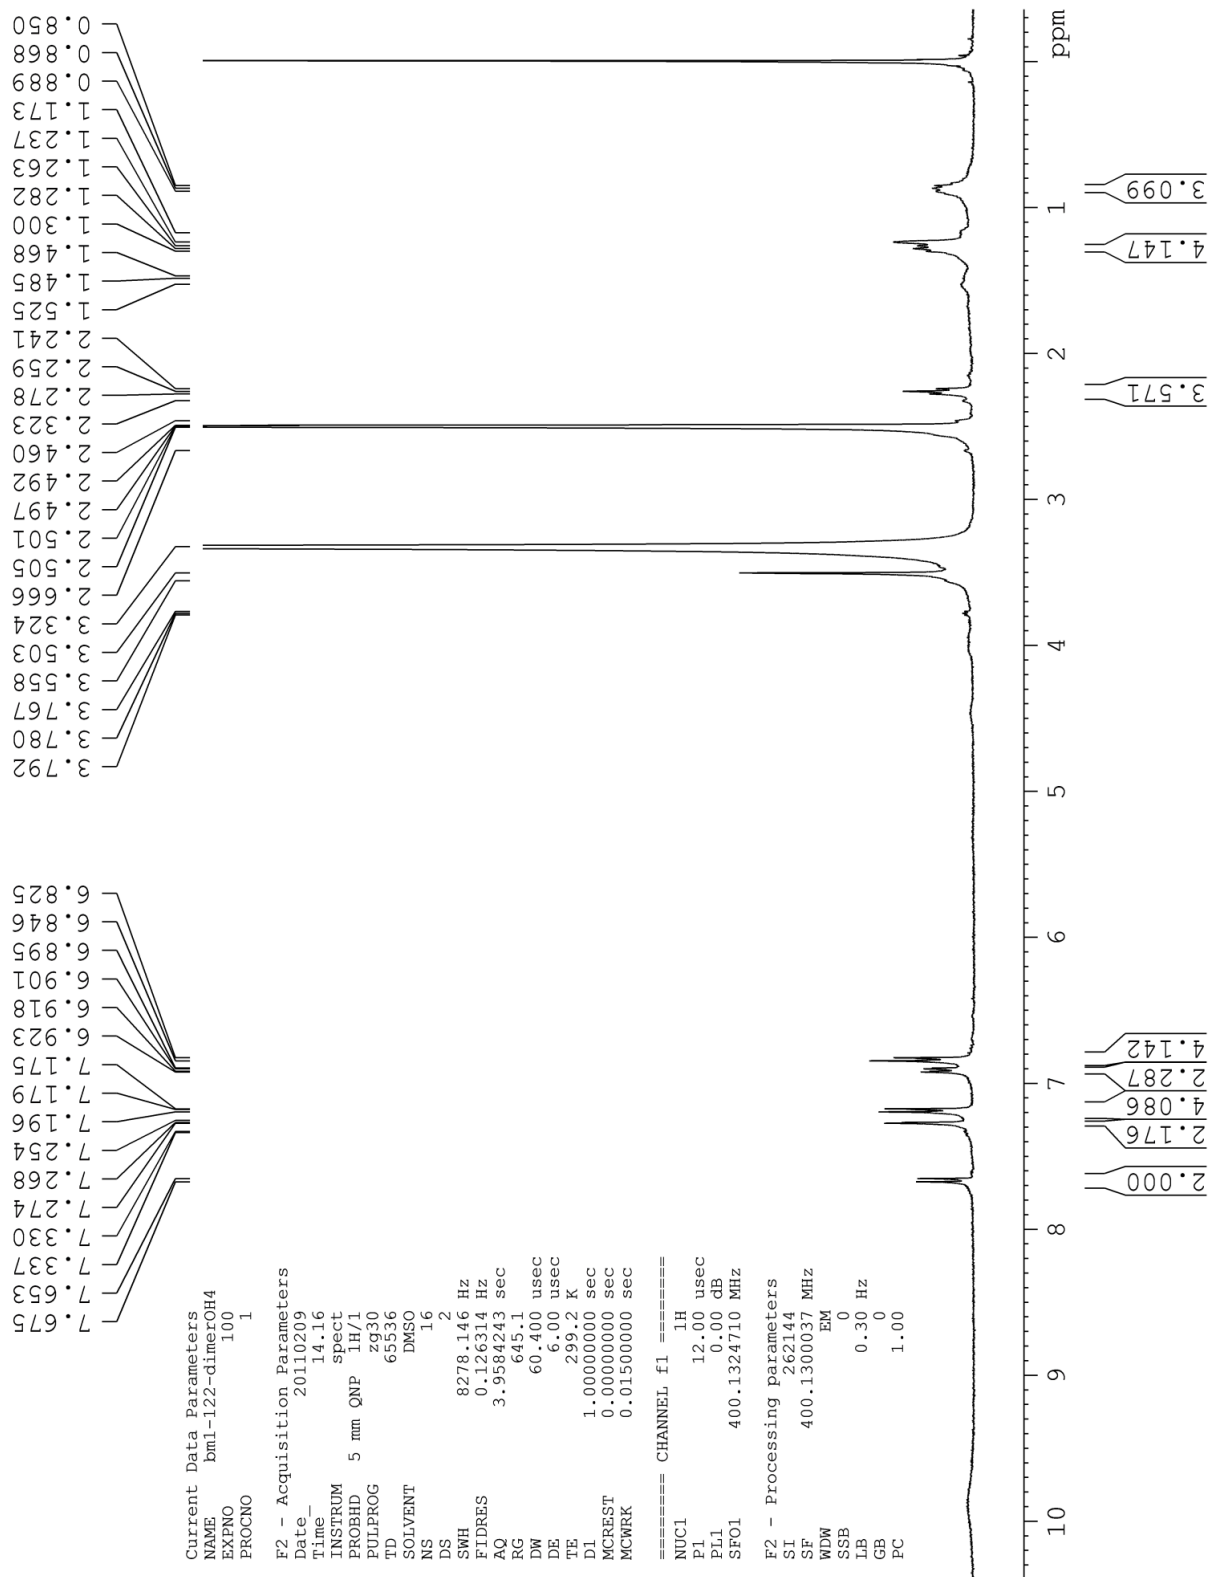 7.675
7.653
7.337
7.330
7.274
7.268
7.254
7.196
7.179
7.175
6.923
6.918
6.901
6.895
6.846
6.825
3.792
3.780
3.767
3.558
3.503
3.324
2.666
2.505
2.501
2.497
2.492
2.460
2.323
2.278
2.259
2.241
1.525
1.485
1.468
1.300
1.282
1.263
1.237
1.173
0.889
0.868
0.850
Current Data Parameters
NAME bml-122-dimerOH4
EXPNO 100
PROCNO 1
F2 - Acquisition Parameters
Date_ 20110209
Time 14.16
INSTRUM spect
PROBHD 5 mm QNP 1H/1
PULPROG zg30
TD 65536
SOLVENT DMSO
NS 16
DS 2
SWH 8278.146 Hz
FIDRES 0.126314 Hz
AQ 3.9584243 sec
RG 645.1
DW 60.400 usec
DE 6.00 usec
TE 299.2 K
D1 1.00000000 sec
MCREST 0.00000000 sec
MCWRK 0.01500000 sec
======== CHANNEL f1 ========
NUC1 1H
P1 12.00 usec
PL1 0.00 dB
SFO1 400.1324710 MHz
F2 - Processing parameters
SI 262144
SF 400.1300037 MHz
WDW EM
SSB 0
LB 0.30 Hz
GB 0
PC 1.00
10 9 8 7 6 5 4 3 2 1 ppm
2.000
2.176
4.086
2.287
4.142
3.571
4.147
3.099